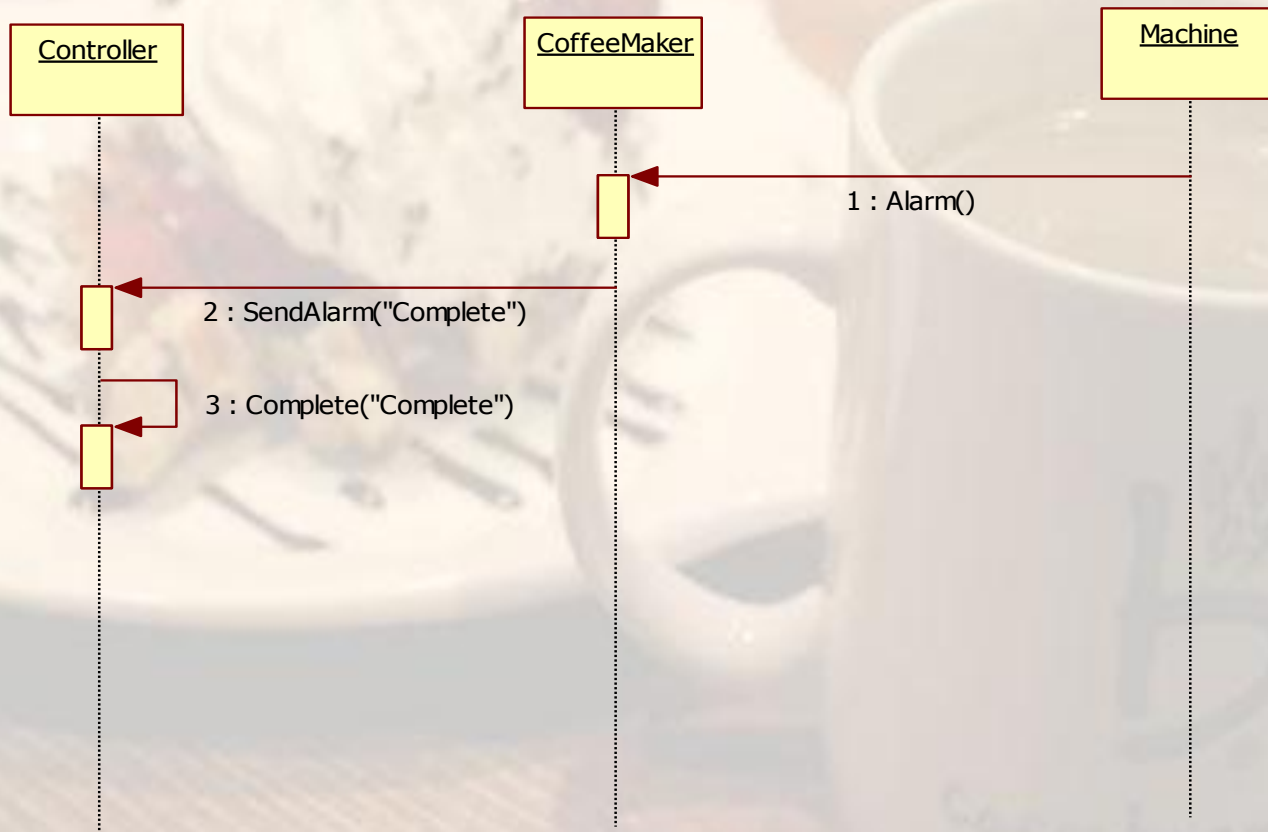 Controller
CoffeeMaker
Machine
1 : Alarm()
2 : SendAlarm("Complete")
3 : Complete("Complete")